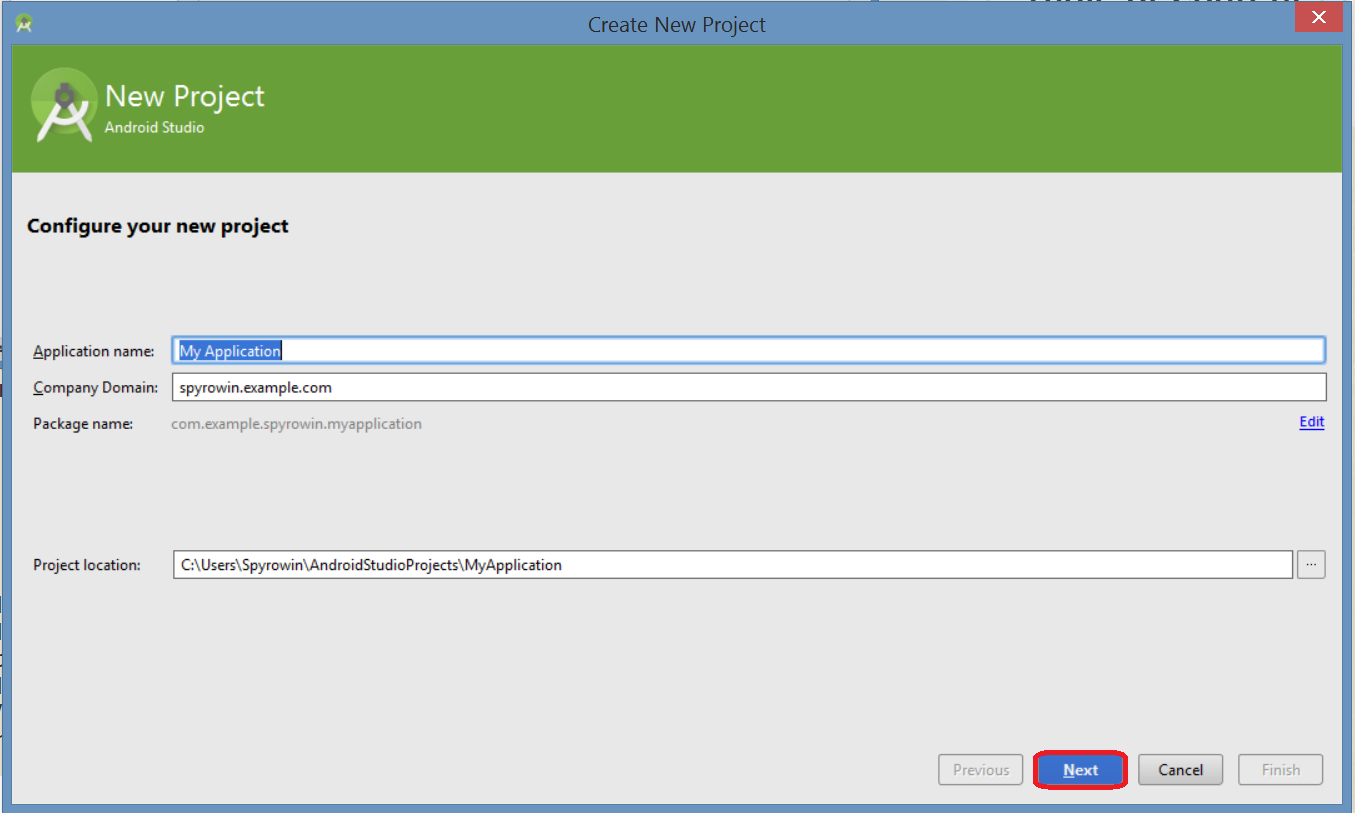 Create New Project
New Project
Android Studio
Configure your new project
Application name: My Application
Company Domain: spyrowin.example.com
Package name: com.example.spyrowin.myapplication Edit
Project location: C:\Users\Spyrowin\AndroidStudioProjects\MyApplication ...
Previous Next Cancel Finish